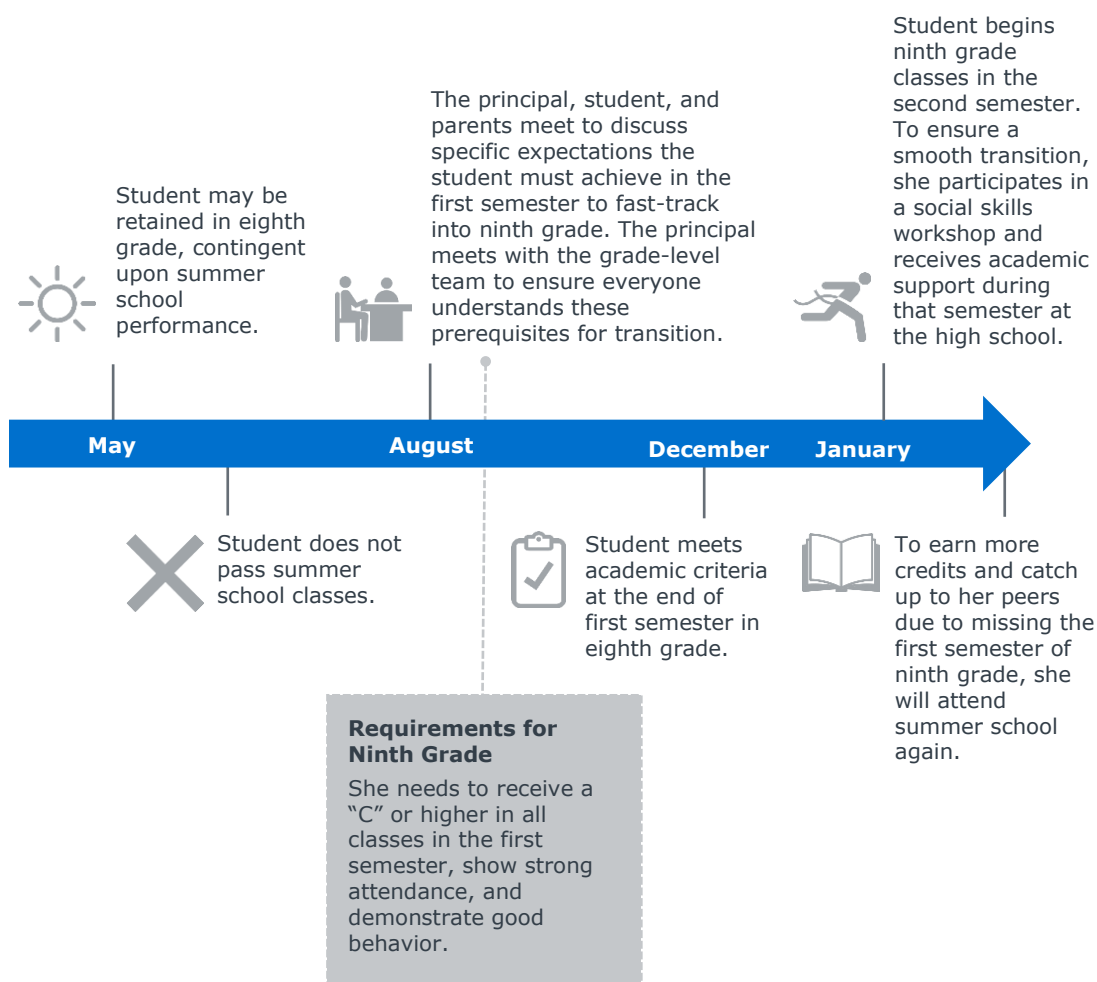 Student may be
retained in eighth
grade, contingent
upon summer
school
performance.
The principal, student, and
parents meet to discuss
specific expectations the
student must achieve in the
first semester to fast-track
into ninth grade. The principal
meets with the grade-level
team to ensure everyone
understands these
prerequisites for transition.
Student begins
ninth grade
classes in the
second semester.
To ensure a
smooth transition,
she participates in
a social skills
workshop and
receives academic
support during
that semester at
the high school.
May
August
December
January
Student does not
pass summer
school classes.
Student meets
academic criteria
at the end of
first semester in
eighth grade.
To earn more
credits and catch
up to her peers
due to missing the
first semester of
ninth grade, she
will attend
summer school
again.
Requirements for
Ninth Grade
She needs to receive a
“C” or higher in all
classes in the first
semester, show strong
attendance, and
demonstrate good
behavior.